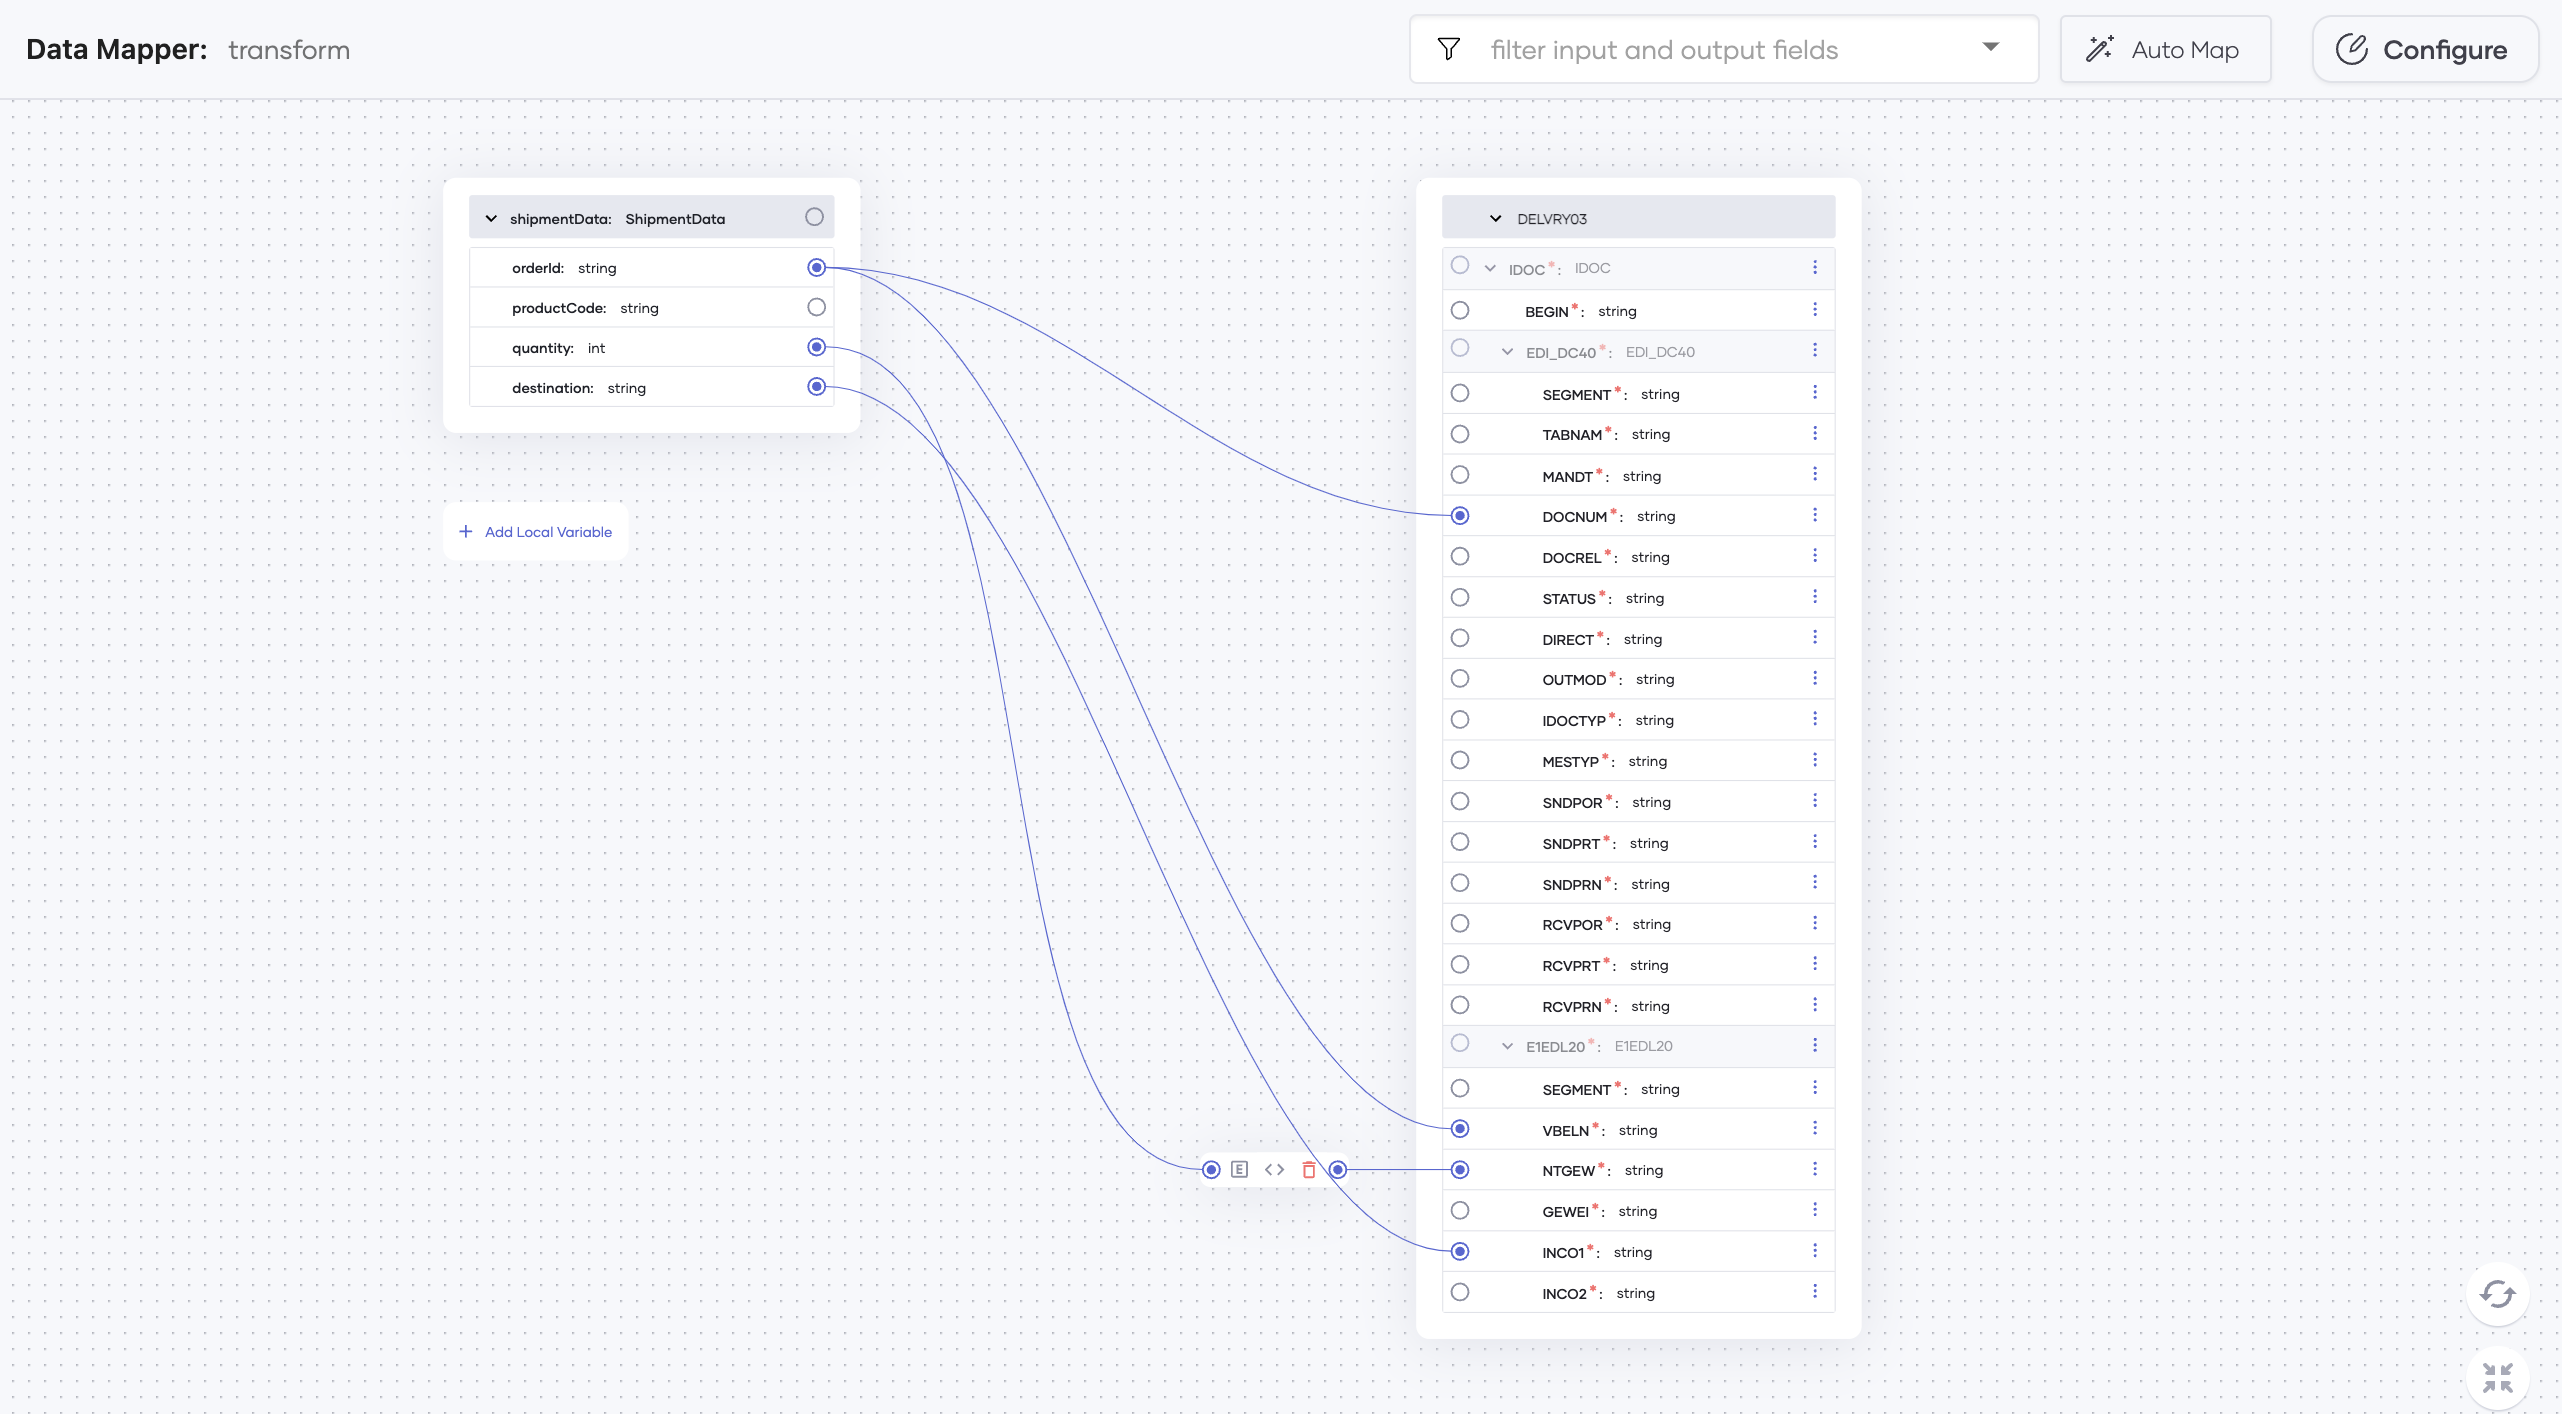 Data Mapper: transform
filter input and output fields
Auto Map
Configure
shipmentData: ShipmentData
orderId: string
productCode: string
quantity: int
destination: string
+ Add Local Variable
DELVRY03
IDOC*: IDOC
BEGIN*: string
EDI_DC40*: EDI_DC40
SEGMENT*: string
TABNAM*: string
MANDT*: string
DOCNUM*: string
DOCREL*: string
STATUS*: string
DIRECT*: string
OUTMOD*: string
IDOCTYP*: string
MESTYP*: string
SNDPOR*: string
SNDPRT*: string
SNDPRN*: string
RCVPOR*: string
RCVPRT*: string
RCVPRN*: string
E1EDL20*: E1EDL20
SEGMENT*: string
VBELN*: string
E <>
NTGEW*: string
GEWEI*: string
INCO1*: string
INCO2*: string